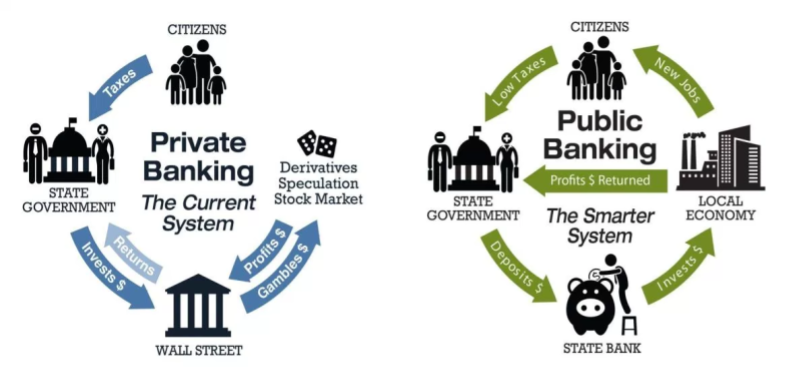 CITIZENS
Taxes
Private
Banking
The Current
System
STATE
GOVERNMENT
Derivatives
Speculation
Stock Market
Invests $
Returns
Profits $
Gambles $
WALL STREET
CITIZENS
Low Taxes
New Jobs
Public
Banking
Profits $ Returned
The Smarter
System
STATE
GOVERNMENT
LOCAL
ECONOMY
Deposits $
Invests $
$
STATE BANK